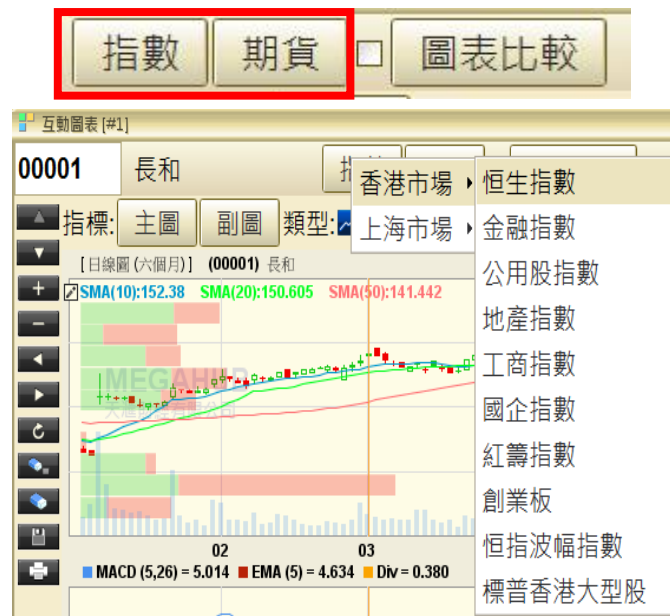 指數 期貨 圖表比較
互動圖表 [#1]
00001 長和
香港市場 恒生指數
指標: 主圖 副圖 類型: 上海市場 金融指數
[日線圖 (六個月)] (00001) 長和
公用股指數
SMA(10):152.38 SMA(20):150.605 SMA(50):141.442
地產指數
工商指數
MEGAHUB
國企指數
紅籌指數
創業板
02 03
恒指波幅指數
MACD (5,26) = 5.014 EMA (5) = 4.634 Div = 0.380
標普香港大型股